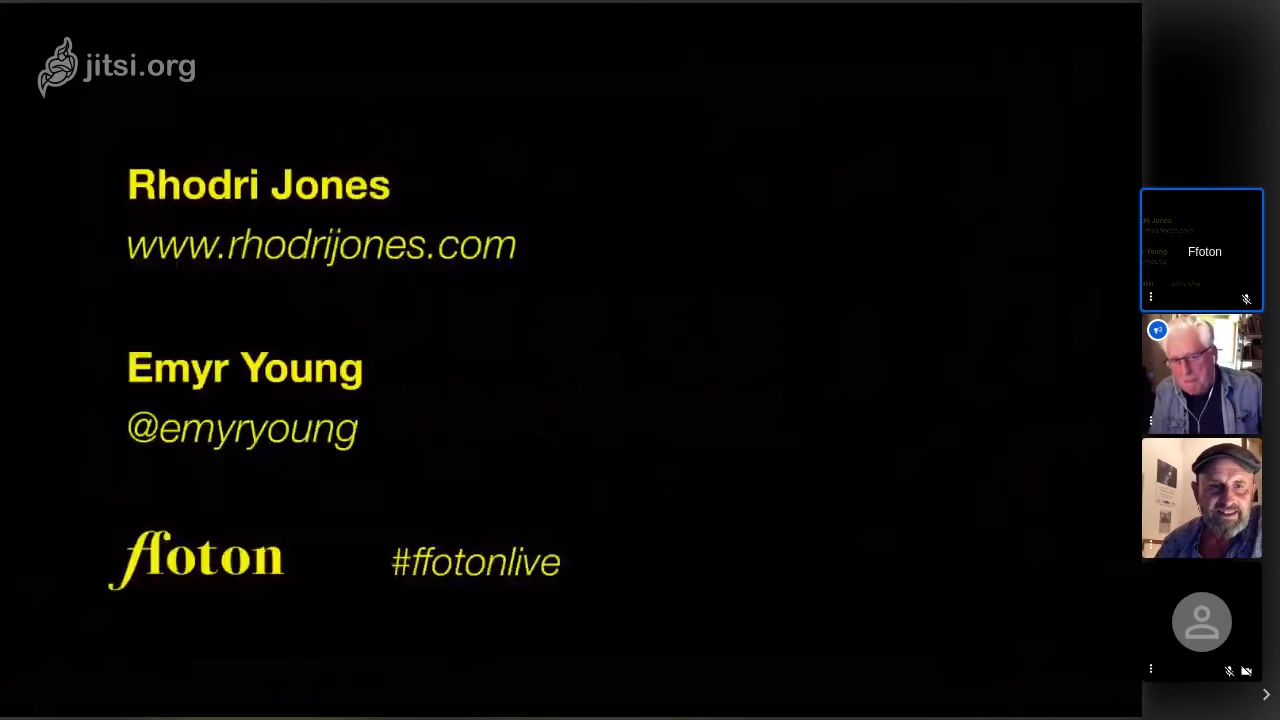 jitsi.org
Rhodri Jones
www.rhodrijones.com
Emyr Young
@emyryoung
ffoton
#ffotonlive
Ffoton